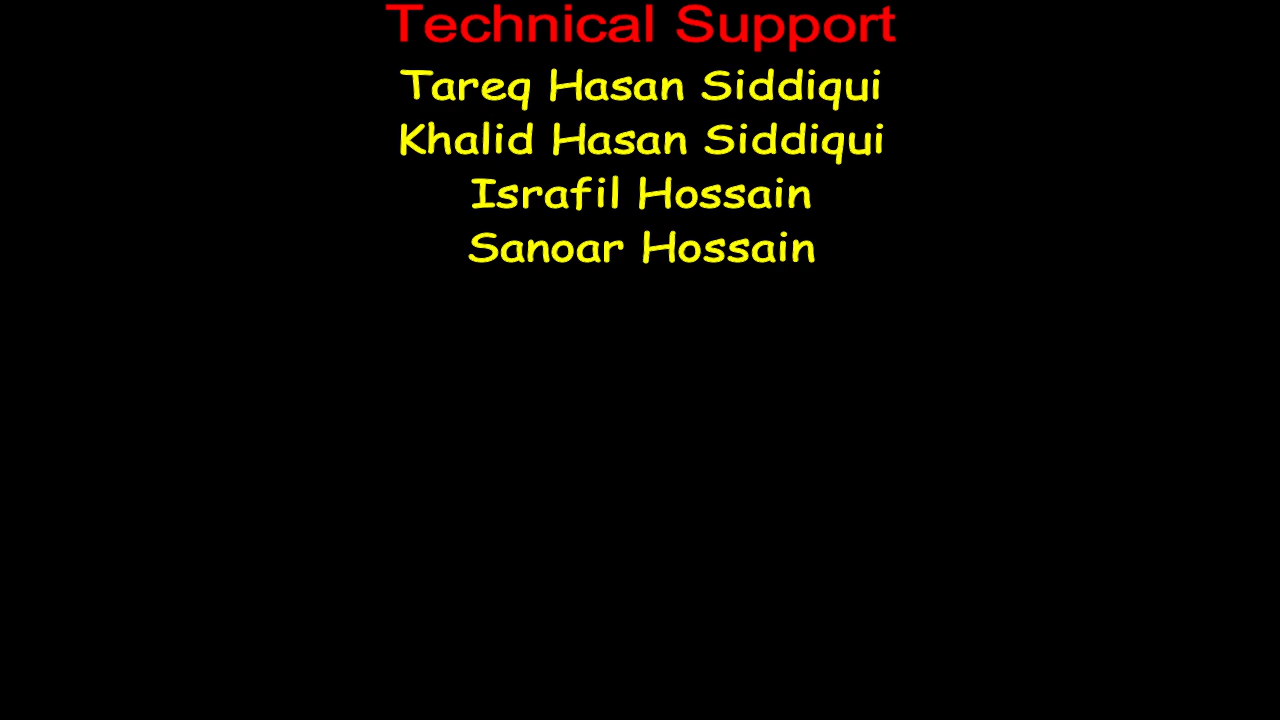 Technical Support
Tareq Hasan Siddiqui
Khalid Hasan Siddiqui
Israfil Hossain
Sanoar Hossain